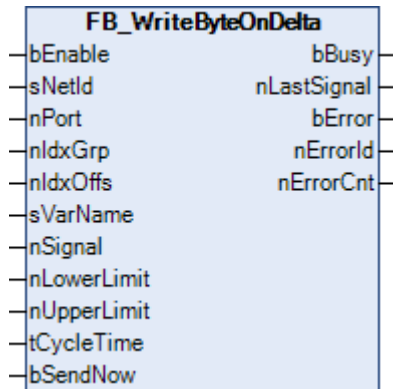 FB_WriteByteOnDelta
bEnable bBusy
sNetId nLastSignal
nPort bError
nIdxGrp nErrorId
nIdxOffs nErrorCnt
sVarName
nSignal
nLowerLimit
nUpperLimit
tCycleTime
bSendNow